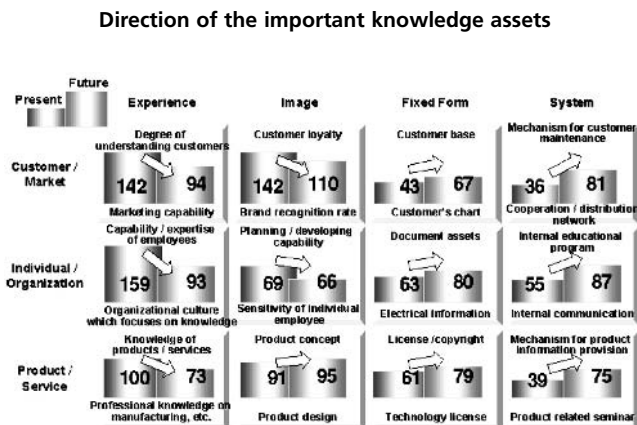 Direction of the important knowledge assets
Future
Present
Experience
Image
Fixed Form
System
Customer /
Market
Degree of
understanding customers
142
94
Marketing capability
Customer loyalty
142
110
Brand recognition rate
Customer base
43
67
Customer's chart
Mechanism for customer
maintenance
36
81
Cooperation / distribution
network
Individual /
Organization
Capability / expertise
of employees
159
93
Organizational culture
which focuses on knowledge
Planning / developing
capability
69
66
Sensitivity of individual
employee
Document assets
63
80
Electrical information
Internal educational
program
55
87
Internal communication
Product /
Service
Knowledge of
products / services
100
73
Professional knowledge on
manufacturing, etc.
Product concept
91
95
Product design
License /copyright
61
79
Technology license
Mechanism for product
information provision
39
75
Product related seminar